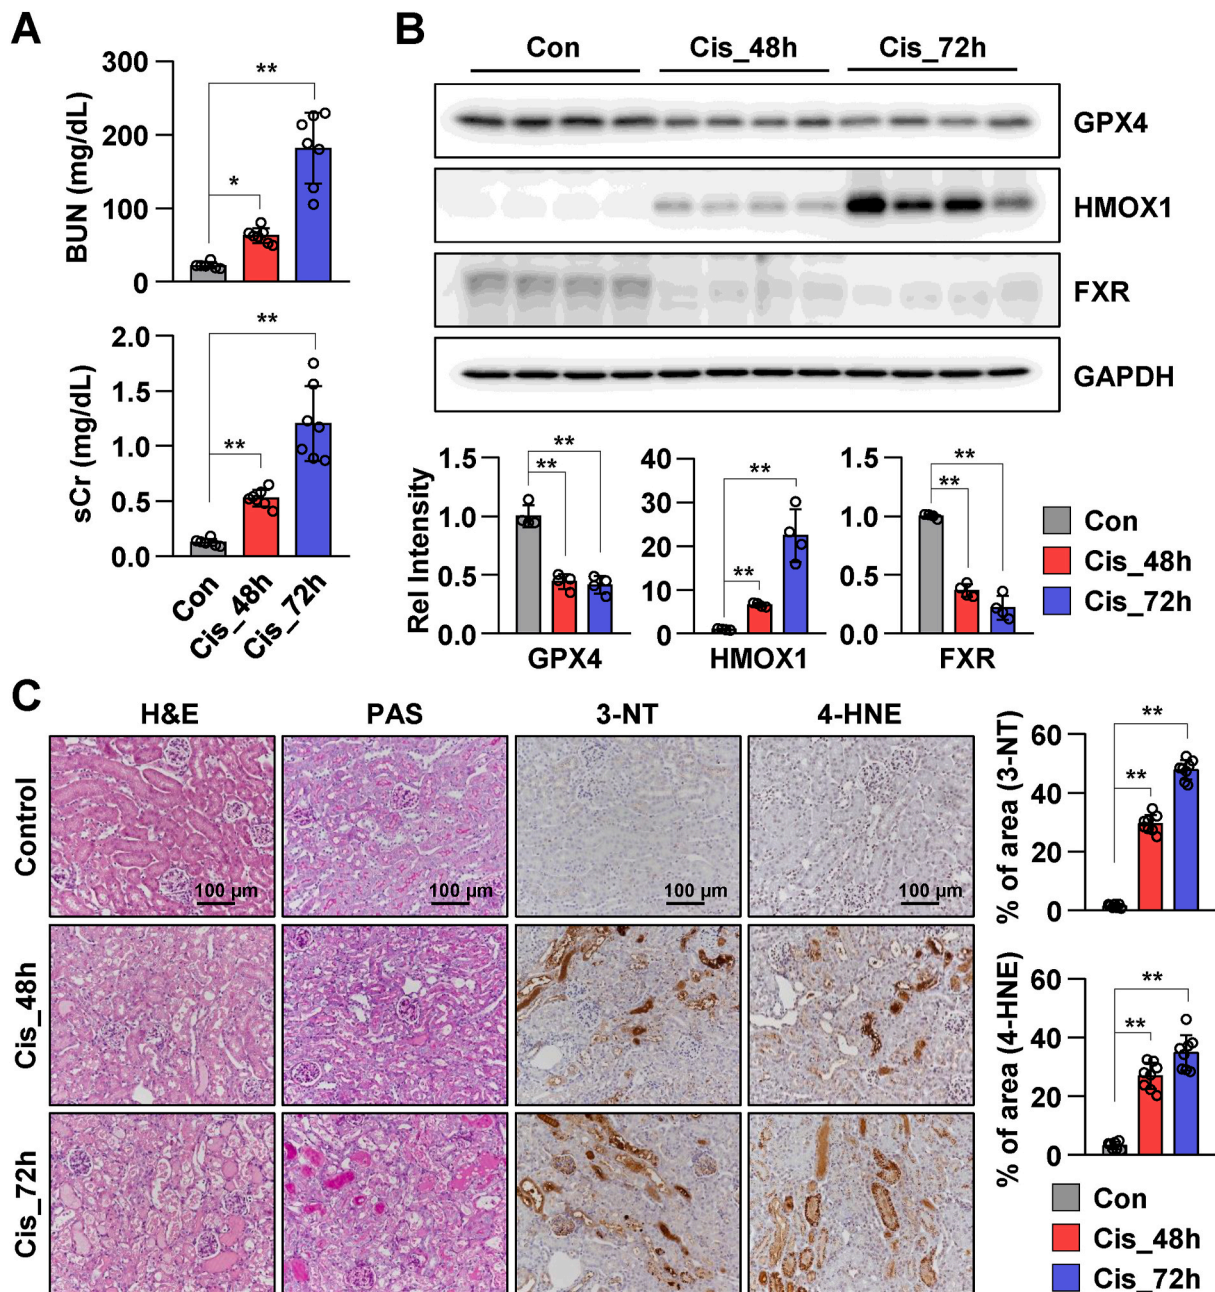 A
BUN (mg/dL)
300
200
100
0
**
*
sCr (mg/dL)
2.0
1.5
1.0
0.5
0.0
**
**
Con
Cis_48h
Cis_72h
B
Con Cis_48h Cis_72h
GPX4
HMOX1
FXR
GAPDH
Rel Intensity
1.5
1.0
0.5
0.0
**
**
GPX4
40
30
20
10
0
**
**
HMOX1
1.5
1.0
0.5
0.0
**
**
FXR
Con
Cis_48h
Cis_72h
C
H&E PAS 3-NT 4-HNE
Control
100 µm 100 µm 100 µm 100 µm
Cis_48h
Cis_72h
% of area (3-NT)
60
40
20
0
**
**
% of area (4-HNE)
60
40
20
0
**
**
Con
Cis_48h
Cis_72h